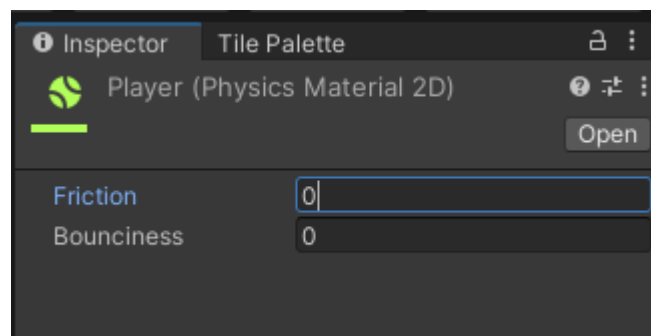 Inspector Tile Palette
Player (Physics Material 2D)
Open
Friction 0
Bounciness 0